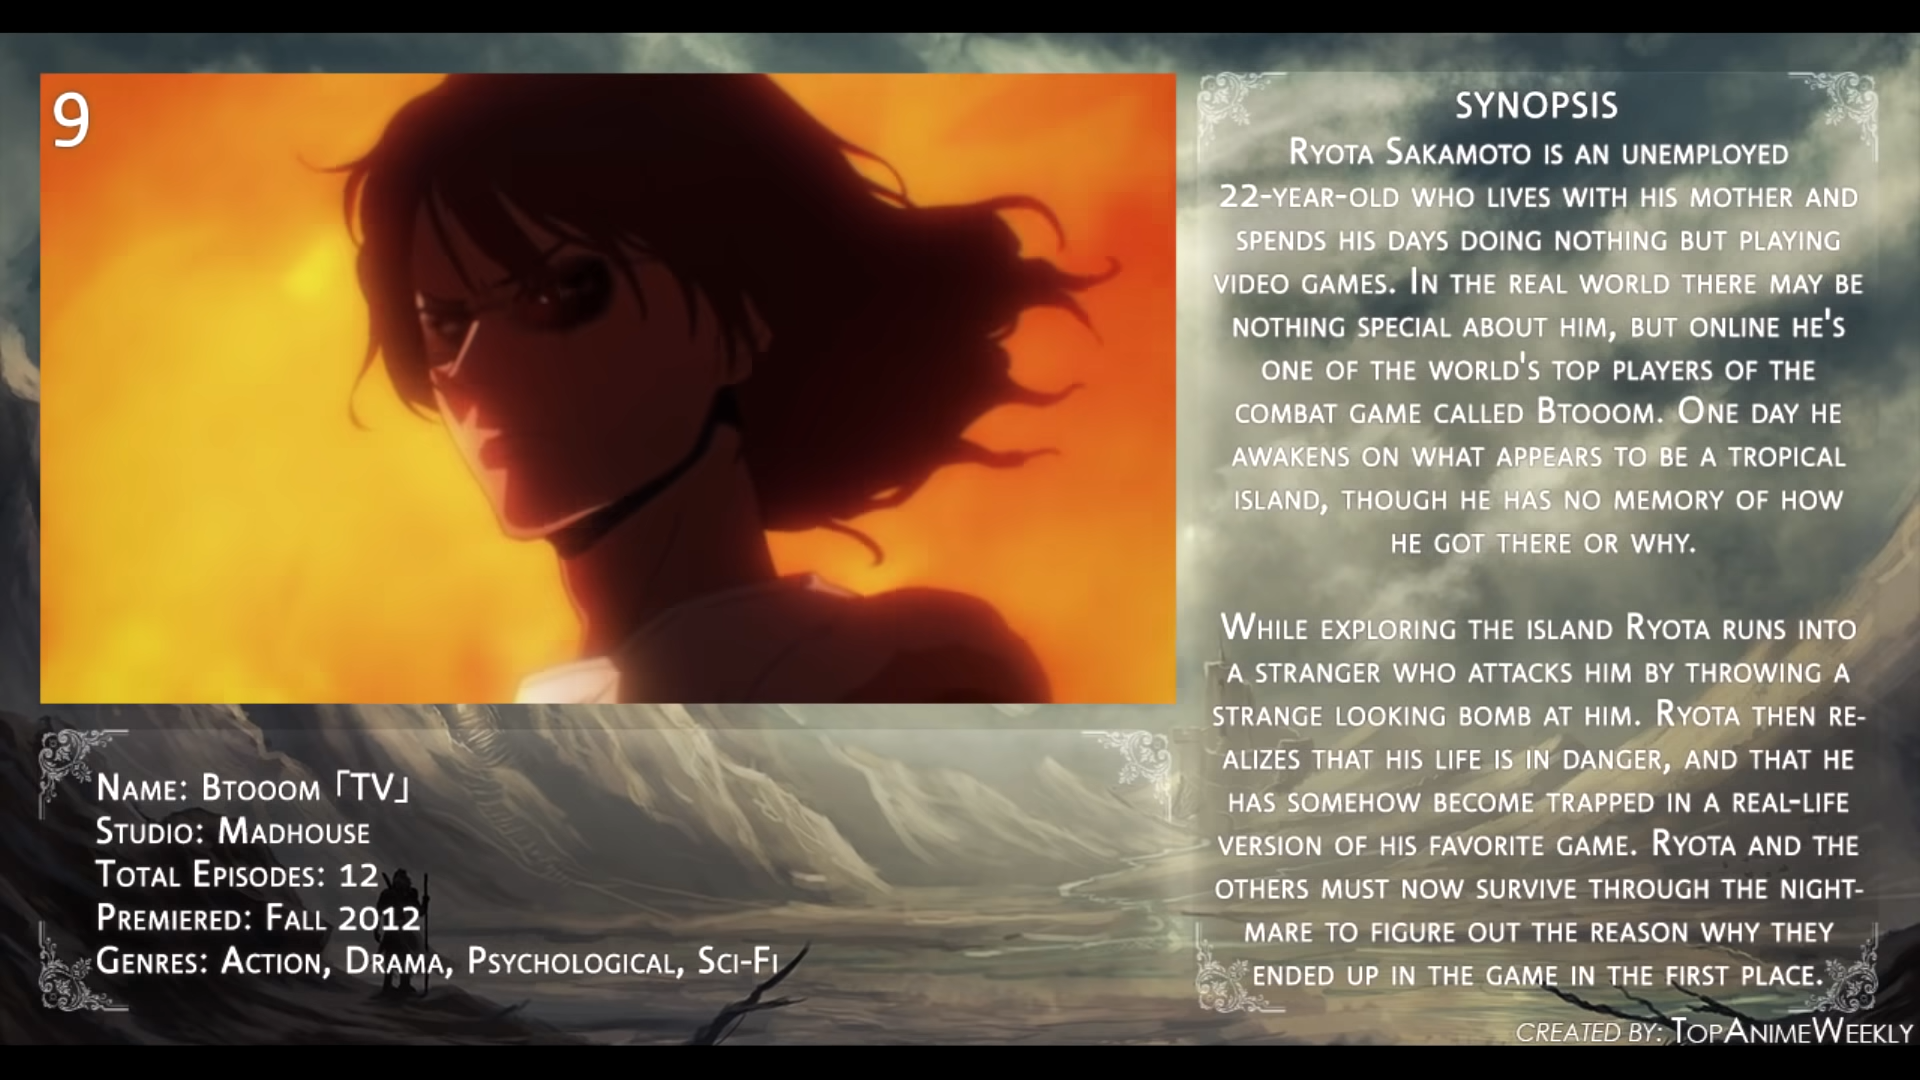 9
SYNOPSIS
Ryota Sakamoto is an unemployed
22-year-old who lives with his mother and
spends his days doing nothing but playing
video games. In the real world there may be
nothing special about him, but online he's
one of the world's top players of the
combat game called Btooom. One day he
awakens on what appears to be a tropical
island, though he has no memory of how
he got there or why.
While exploring the island Ryota runs into
a stranger who attacks him by throwing a
strange looking bomb at him. Ryota then re-
alizes that his life is in danger, and that he
has somehow become trapped in a real-life
version of his favorite game. Ryota and the
others must now survive through the night-
mare to figure out the reason why they
ended up in the game in the first place.
Name: Btooom「TV」
Studio: Madhouse
Total Episodes: 12
Premiered: Fall 2012
Genres: Action, Drama, Psychological, Sci-Fi
CREATED BY: TopAnimeWeekly